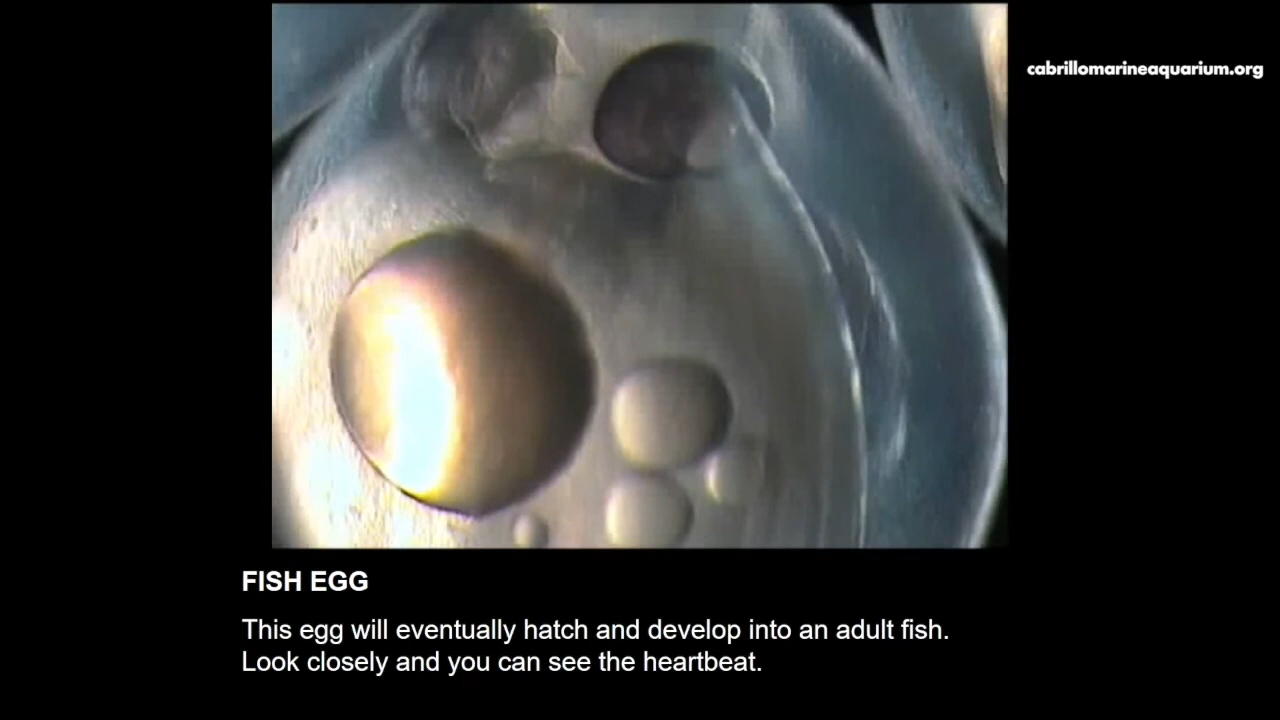 cabrillomarineaquarium.org
FISH EGG
This egg will eventually hatch and develop into an adult fish.
Look closely and you can see the heartbeat.